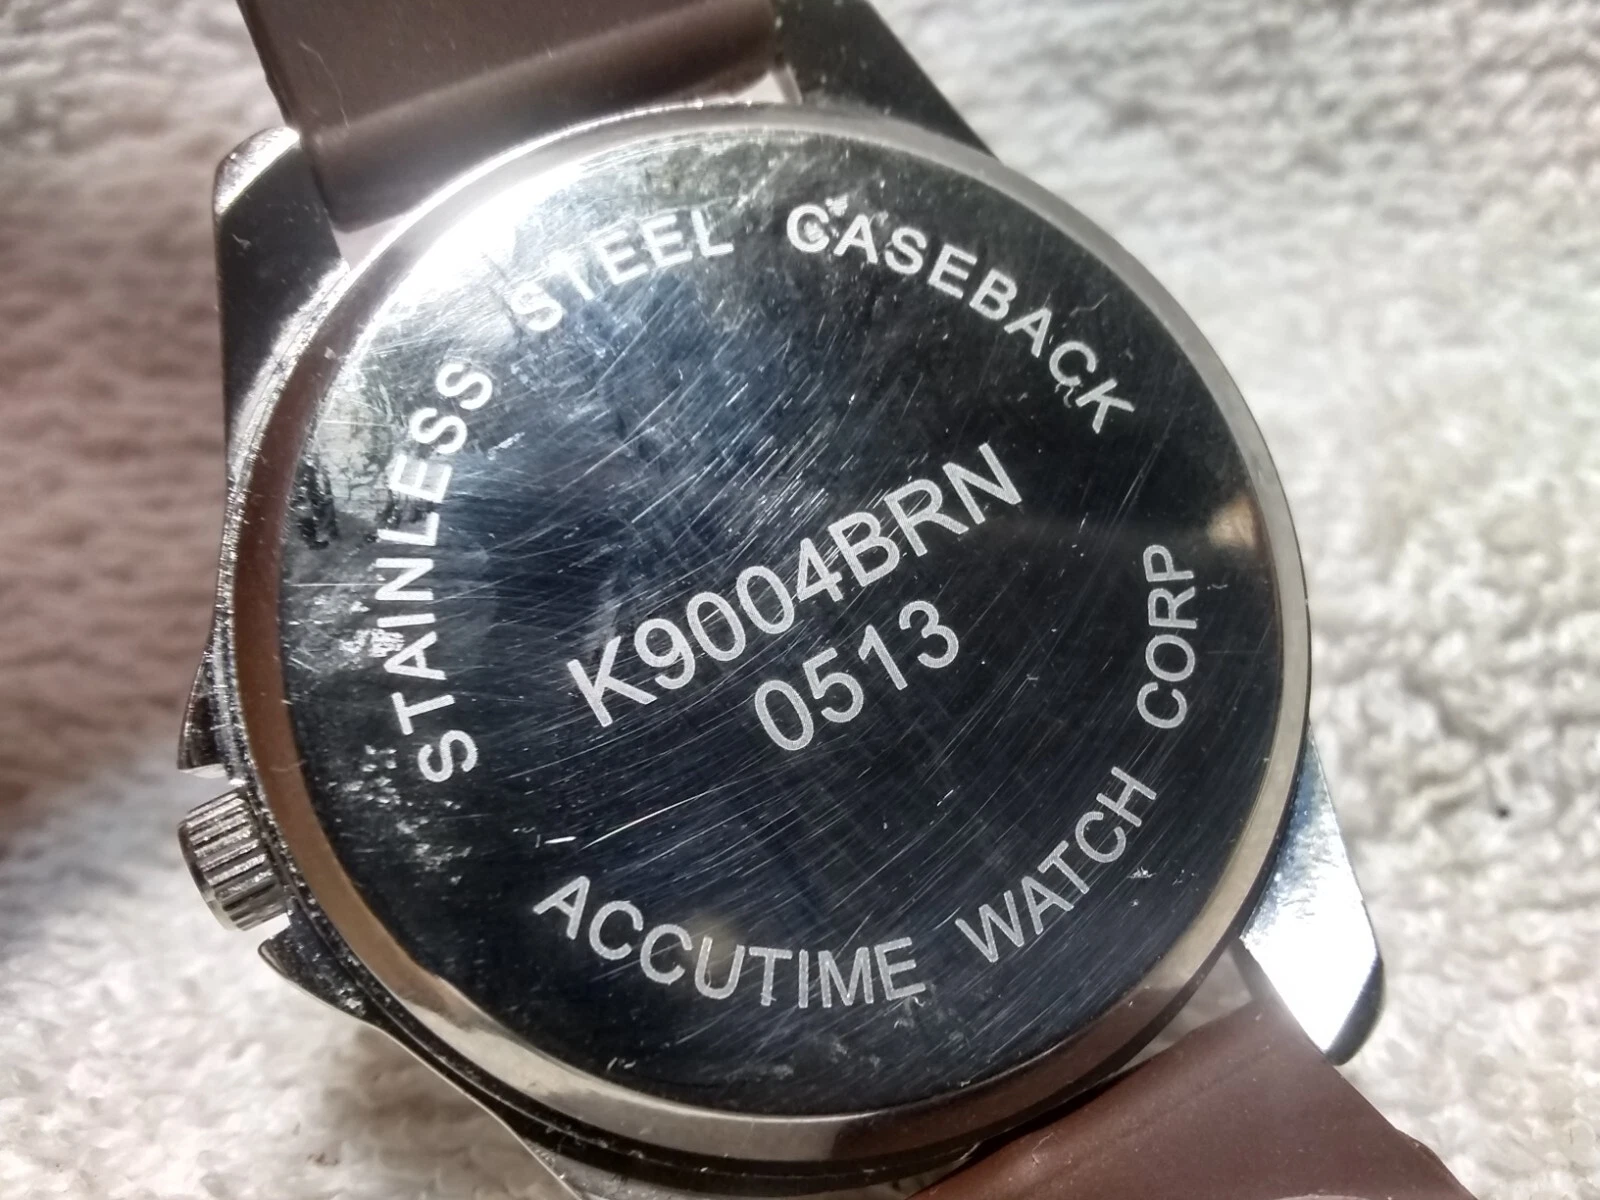 STAINLESS STEEL CASEBACK
K9004BRN
0513
ACCUTIME WATCH CORP